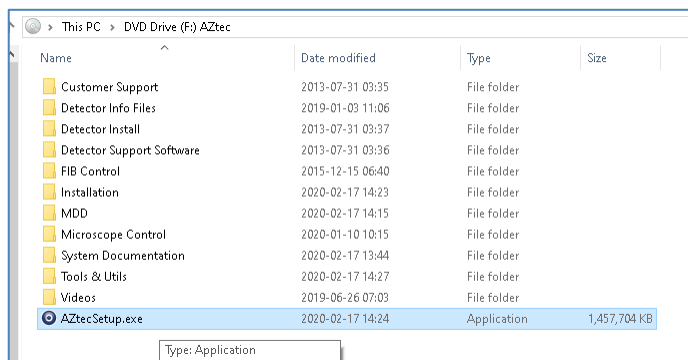 This PC > DVD Drive (F:) AZtec
Name Date modified Type Size
Customer Support 2013-07-31 03:35 File folder
Detector Info Files 2019-01-03 11:06 File folder
Detector Install 2013-07-31 03:37 File folder
Detector Support Software 2013-07-31 03:36 File folder
FIB Control 2015-12-15 06:40 File folder
Installation 2020-02-17 14:23 File folder
MDD 2020-02-17 14:15 File folder
Microscope Control 2020-01-10 10:15 File folder
System Documentation 2020-02-17 13:44 File folder
Tools & Utils 2020-02-17 14:27 File folder
Videos 2019-06-26 07:03 File folder
AZtecSetup.exe 2020-02-17 14:24 Application 1,457,704 KB
Type: Application